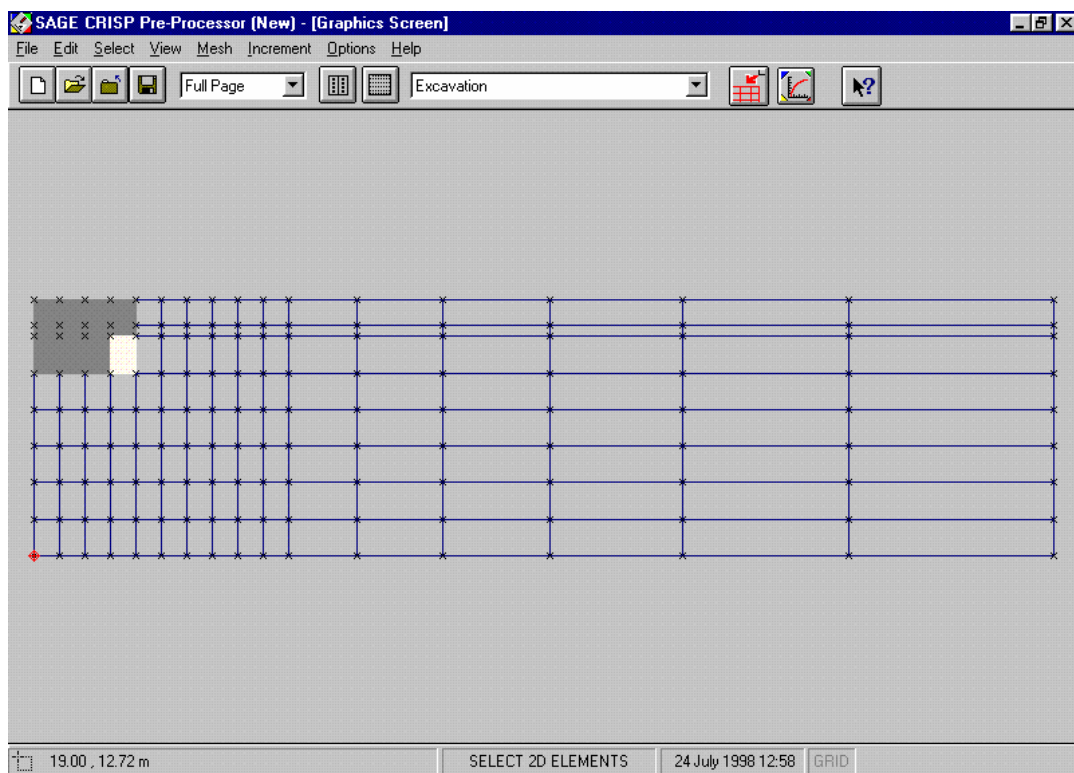 SAGE CRISP Pre-Processor (New) - [Graphics Screen]
File Edit Select View Mesh Increment Options Help
Full Page Excavation
19.00 , 12.72 m SELECT 2D ELEMENTS 24 July 1998 12:58 GRID